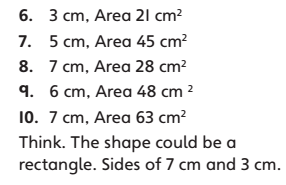 6. 3 cm, Area 21 cm²
7. 5 cm, Area 45 cm²
8. 7 cm, Area 28 cm²
9. 6 cm, Area 48 cm ²
10. 7 cm, Area 63 cm²
Think. The shape could be a
rectangle. Sides of 7 cm and 3 cm.